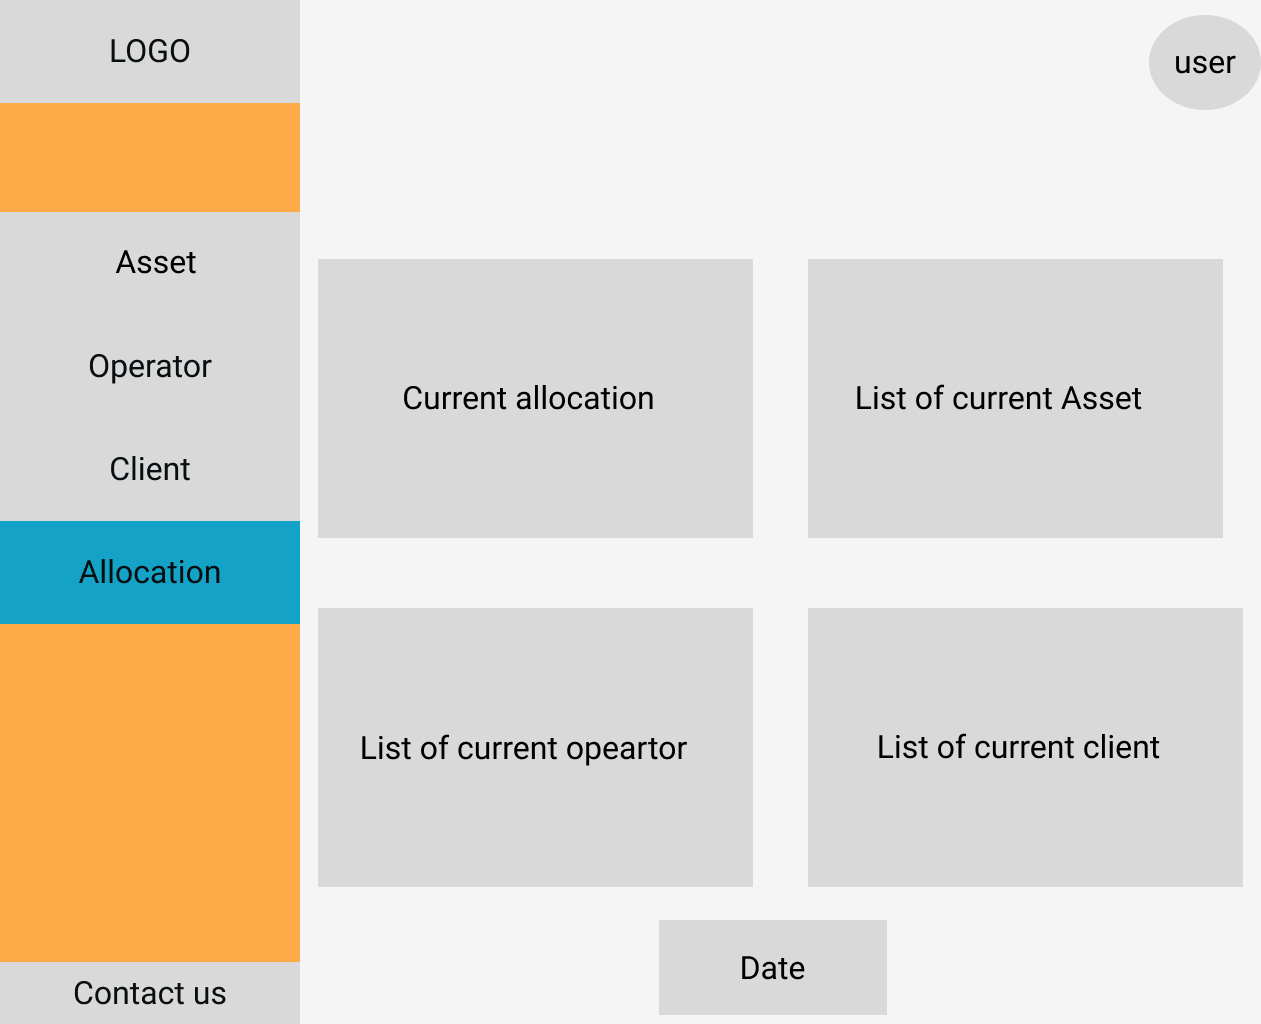 LOGO
user
Asset
Operator
Client
Allocation
Contact us
Current allocation
List of current Asset
List of current opeartor
List of current client
Date